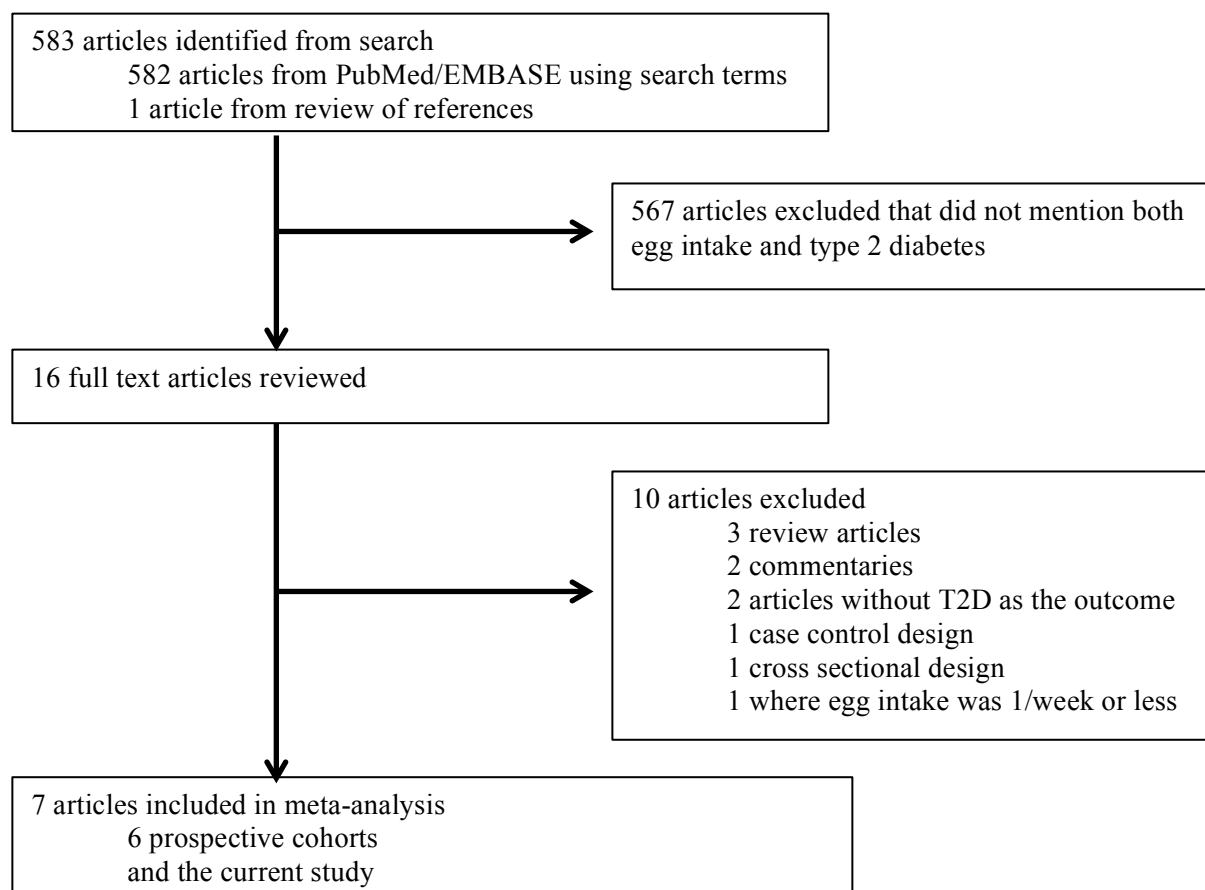 583 articles identified from search
582 articles from PubMed/EMBASE using search terms
1 article from review of references
567 articles excluded that did not mention both
egg intake and type 2 diabetes
16 full text articles reviewed
10 articles excluded
3 review articles
2 commentaries
2 articles without T2D as the outcome
1 case control design
1 cross sectional design
1 where egg intake was 1/week or less
7 articles included in meta-analysis
6 prospective cohorts
and the current study